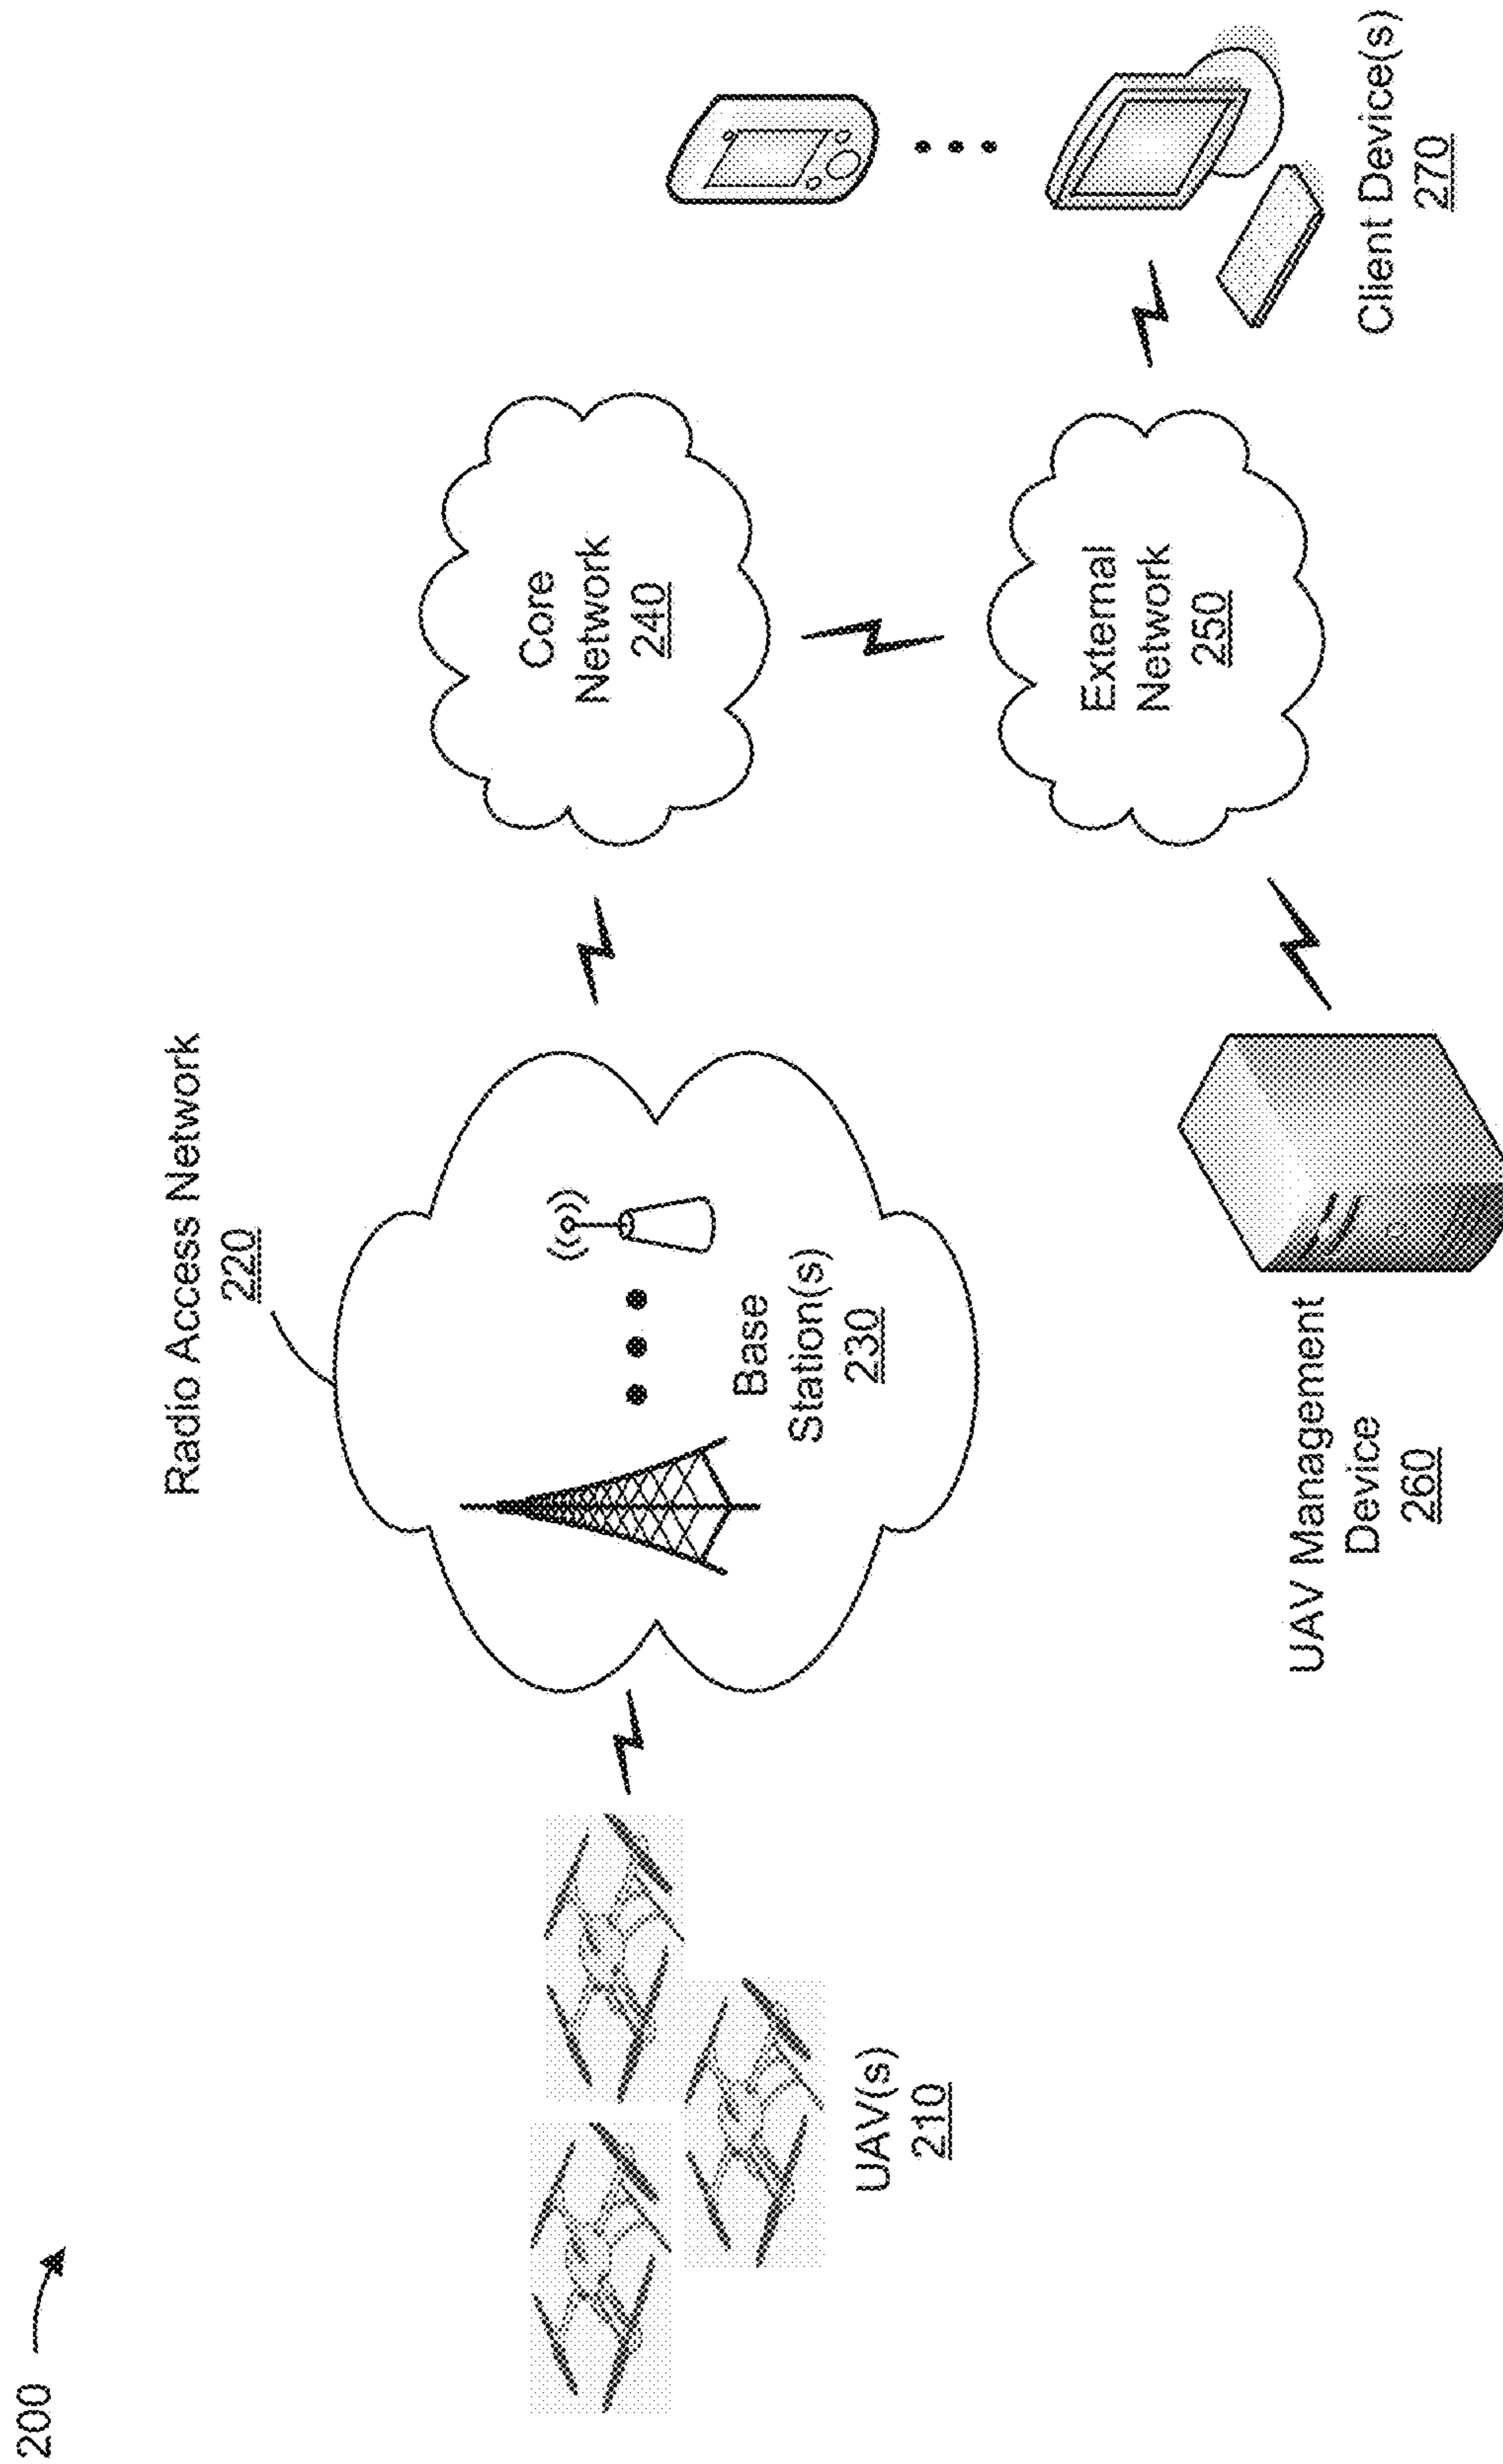 200
Radio Access Network
220
Core
Network
240
Base
Station(s)
230
UAV(s)
210
External
Network
250
UAV Management
Device
260
Client Device(s)
270